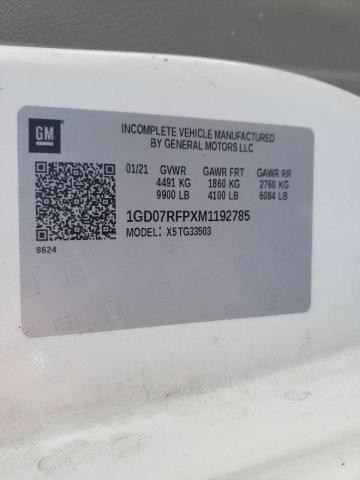 GM
INCOMPLETE VEHICLE MANUFACTURED
BY GENERAL MOTORS LLC
01/21 GVWR GAWR FRT GAWR RR
4491 KG 1860 KG 2760 KG
9900 LB 4100 LB 6084 LB
1GD07RFPXM1192785
MODEL: X5TG33503
8624